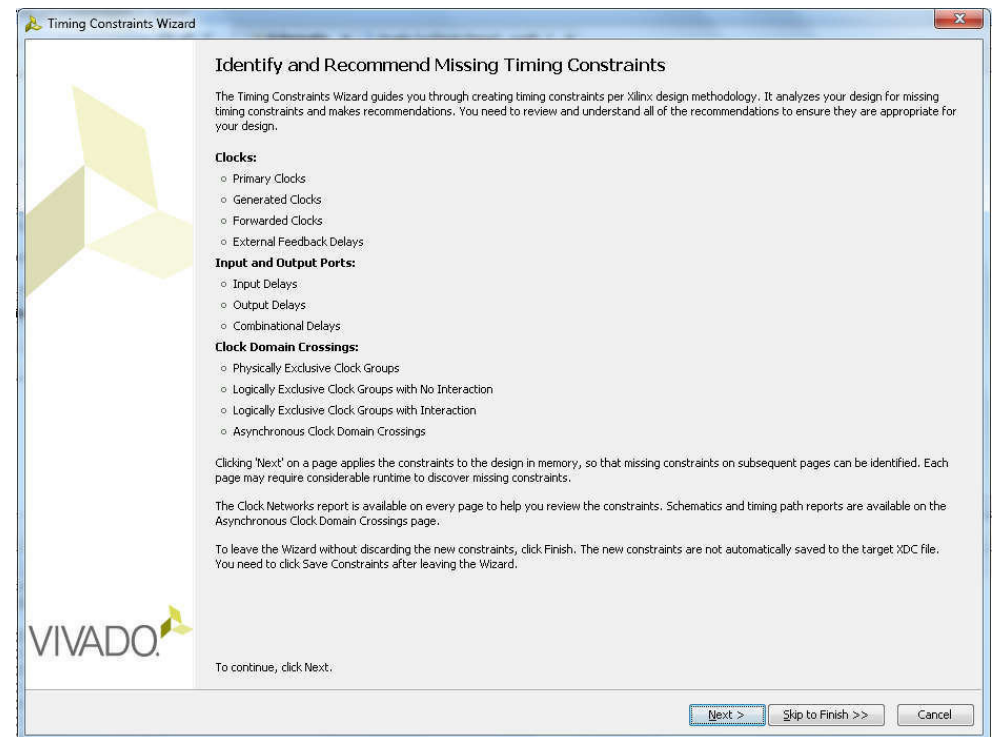 Timing Constraints Wizard
Identify and Recommend Missing Timing Constraints
The Timing Constraints Wizard guides you through creating timing constraints per Xilinx design methodology. It analyzes your design for missing
timing constraints and makes recommendations. You need to review and understand all of the recommendations to ensure they are appropriate for
your design.
Clocks:
○ Primary Clocks
○ Generated Clocks
○ Forwarded Clocks
○ External Feedback Delays
Input and Output Ports:
○ Input Delays
○ Output Delays
○ Combinational Delays
Clock Domain Crossings:
○ Physically Exclusive Clock Groups
○ Logically Exclusive Clock Groups with No Interaction
○ Logically Exclusive Clock Groups with Interaction
○ Asynchronous Clock Domain Crossings
Clicking 'Next' on a page applies the constraints to the design in memory, so that missing constraints on subsequent pages can be identified. Each
page may require considerable runtime to discover missing constraints.
The Clock Networks report is available on every page to help you review the constraints. Schematics and timing path reports are available on the
Asynchronous Clock Domain Crossings page.
To leave the Wizard without discarding the new constraints, click Finish. The new constraints are not automatically saved to the target XDC file.
You need to click Save Constraints after leaving the Wizard.
VIVADO.
To continue, click Next.
Next >
Skip to Finish >>
Cancel